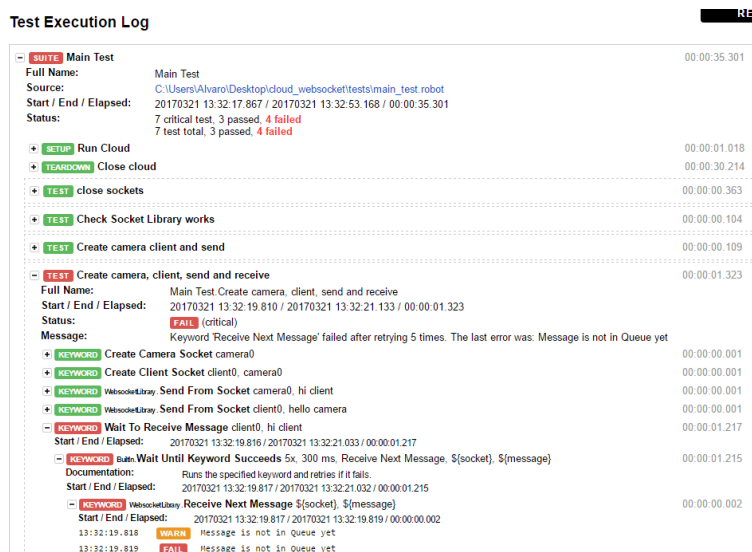 RE
Test Execution Log
SUITE Main Test 00:00:35.301
Full Name: Main Test
Source: C:\Users\Alvaro\Desktop\cloud_websocket\tests\main_test.robot
Start / End / Elapsed: 20170321 13:32:17.867 / 20170321 13:32:53.168 / 00:00:35.301
Status: 7 critical test, 3 passed, 4 failed
7 test total, 3 passed, 4 failed
SETUP Run Cloud 00:00:01.018
TEARDOWN Close cloud 00:00:30.214
TEST close sockets 00:00:00.363
TEST Check Socket Library works 00:00:00.104
TEST Create camera client and send 00:00:00.109
TEST Create camera, client, send and receive 00:00:01.323
Full Name: Main Test.Create camera, client, send and receive
Start / End / Elapsed: 20170321 13:32:19.810 / 20170321 13:32:21.133 / 00:00:01.323
Status: FAIL (critical)
Message: Keyword 'Receive Next Message' failed after retrying 5 times. The last error was: Message is not in Queue yet
KEYWORD Create Camera Socket camera0 00:00:00.001
KEYWORD Create Client Socket client0, camera0 00:00:00.001
KEYWORD WebsocketLibrary.Send From Socket camera0, hi client 00:00:00.001
KEYWORD WebsocketLibrary.Send From Socket client0, hello camera 00:00:00.001
KEYWORD Wait To Receive Message client0, hi client 00:00:01.217
Start / End / Elapsed: 20170321 13:32:19.816 / 20170321 13:32:21.033 / 00:00:01.217
KEYWORD BuiltIn.Wait Until Keyword Succeeds 5x, 300 ms, Receive Next Message, ${socket}, ${message} 00:00:01.215
Documentation: Runs the specified keyword and retries if it fails.
Start / End / Elapsed: 20170321 13:32:19.817 / 20170321 13:32:21.032 / 00:00:01.215
KEYWORD WebsocketLibrary.Receive Next Message ${socket}, ${message} 00:00:00.002
Start / End / Elapsed: 20170321 13:32:19.817 / 20170321 13:32:19.819 / 00:00:00.002
13:32:19.818 WARN Message is not in Queue yet
13:32:19.819 FAIL Message is not in Queue yet